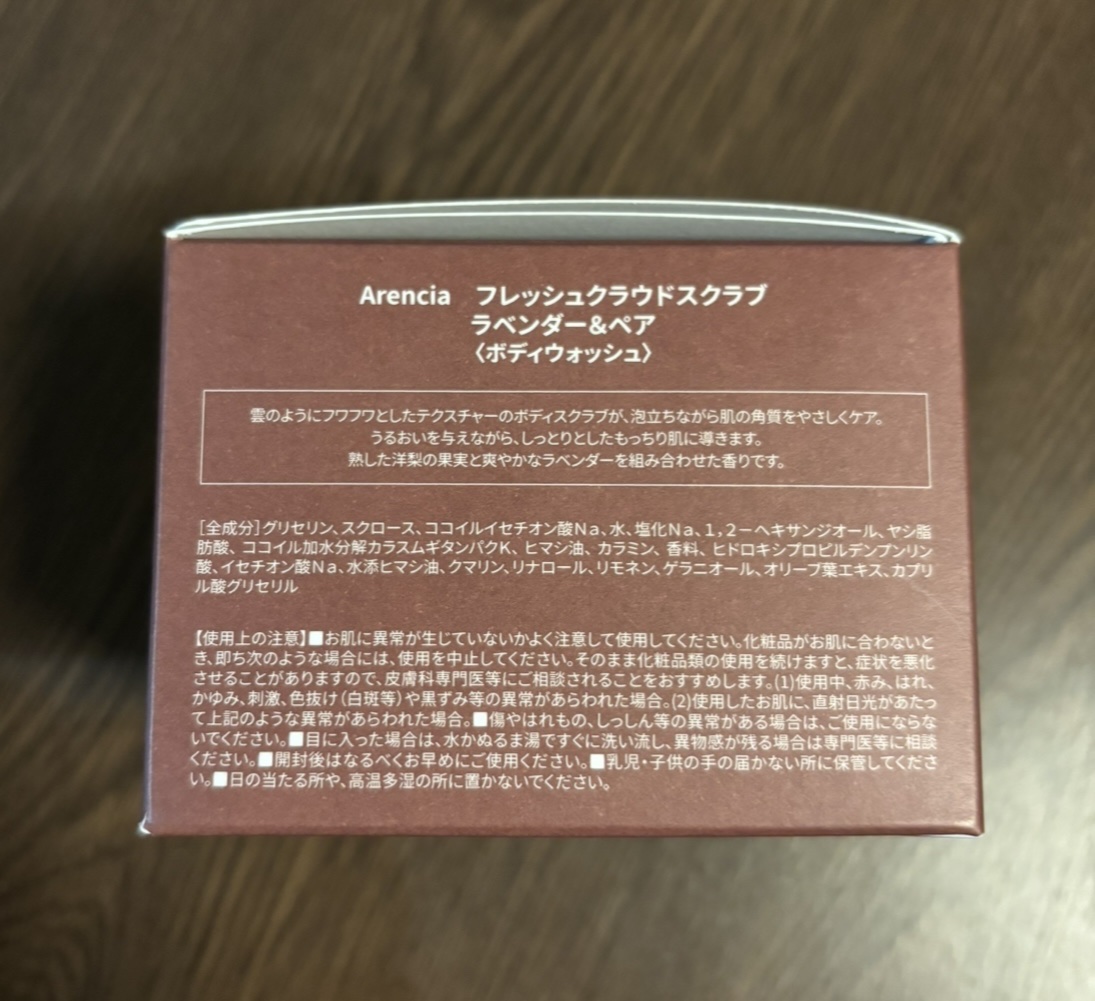 Arencia　フレッシュクラウドスクラブ
ラベンダー&ペア
〈ボディウォッシュ〉
雲のようにフワフワとしたテクスチャーのボディスクラブが、泡立ちながら肌の角質をやさしくケア。
うるおいを与えながら、しっとりとしたもっちり肌に導きます。
熟した洋梨の果実と爽やかなラベンダーを組み合わせた香りです。
[全成分]グリセリン、スクロース、ココイルイセチオン酸Na、水、塩化Na、1,2－ヘキサンジオール、ヤシ脂
肪酸、ココイル加水分解カラスムギタンパクK、ヒマシ油、カラミン、香料、ヒドロキシプロピルデンプンリン
酸、イセチオン酸Na、水添ヒマシ油、クマリン、リナロール、リモネン、ゲラニオール、オリーブ葉エキス、カプリ
ル酸グリセリル
【使用上の注意】■お肌に異常が生じていないかよく注意して使用してください。化粧品がお肌に合わないと
き、即ち次のような場合には、使用を中止してください。そのまま化粧品類の使用を続けますと、症状を悪化
させることがありますので、皮膚科専門医等にご相談されることをおすすめします。(1)使用中、赤み、はれ、
かゆみ、刺激、色抜け(白斑等)や黒ずみ等の異常があらわれた場合。(2)使用したお肌に、直射日光があたっ
て上記のような異常があらわれた場合。■傷やはれもの、しっしん等の異常がある場合は、ご使用にならな
いでください。■目に入った場合は、水かぬるま湯ですぐに洗い流し、異物感が残る場合は専門医等に相談
ください。■開封後はなるべくお早めにご使用ください。■乳児・子供の手の届かない所に保管してくださ
い。■日の当たる所や、高温多湿の所に置かないでください。